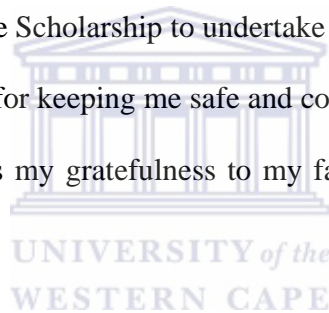 e Scholarship to undertake
for keeping me safe and co
s my gratefulness to my fa
UNIVERSITY of the
WESTERN CAPE